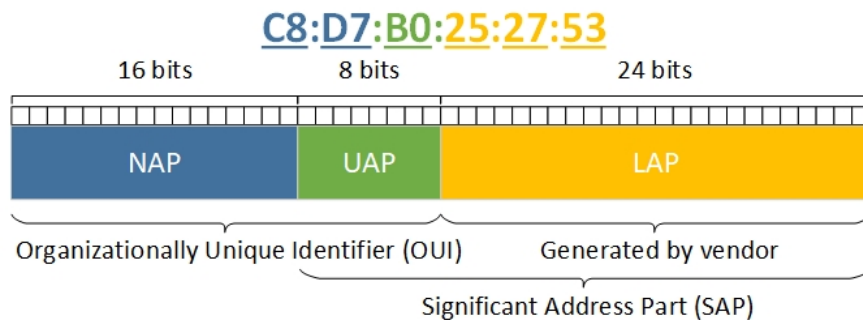 C8:D7:B0:25:27:53
16 bits 8 bits 24 bits
NAP UAP LAP
Organizationally Unique Identifier (OUI) Generated by vendor
Significant Address Part (SAP)